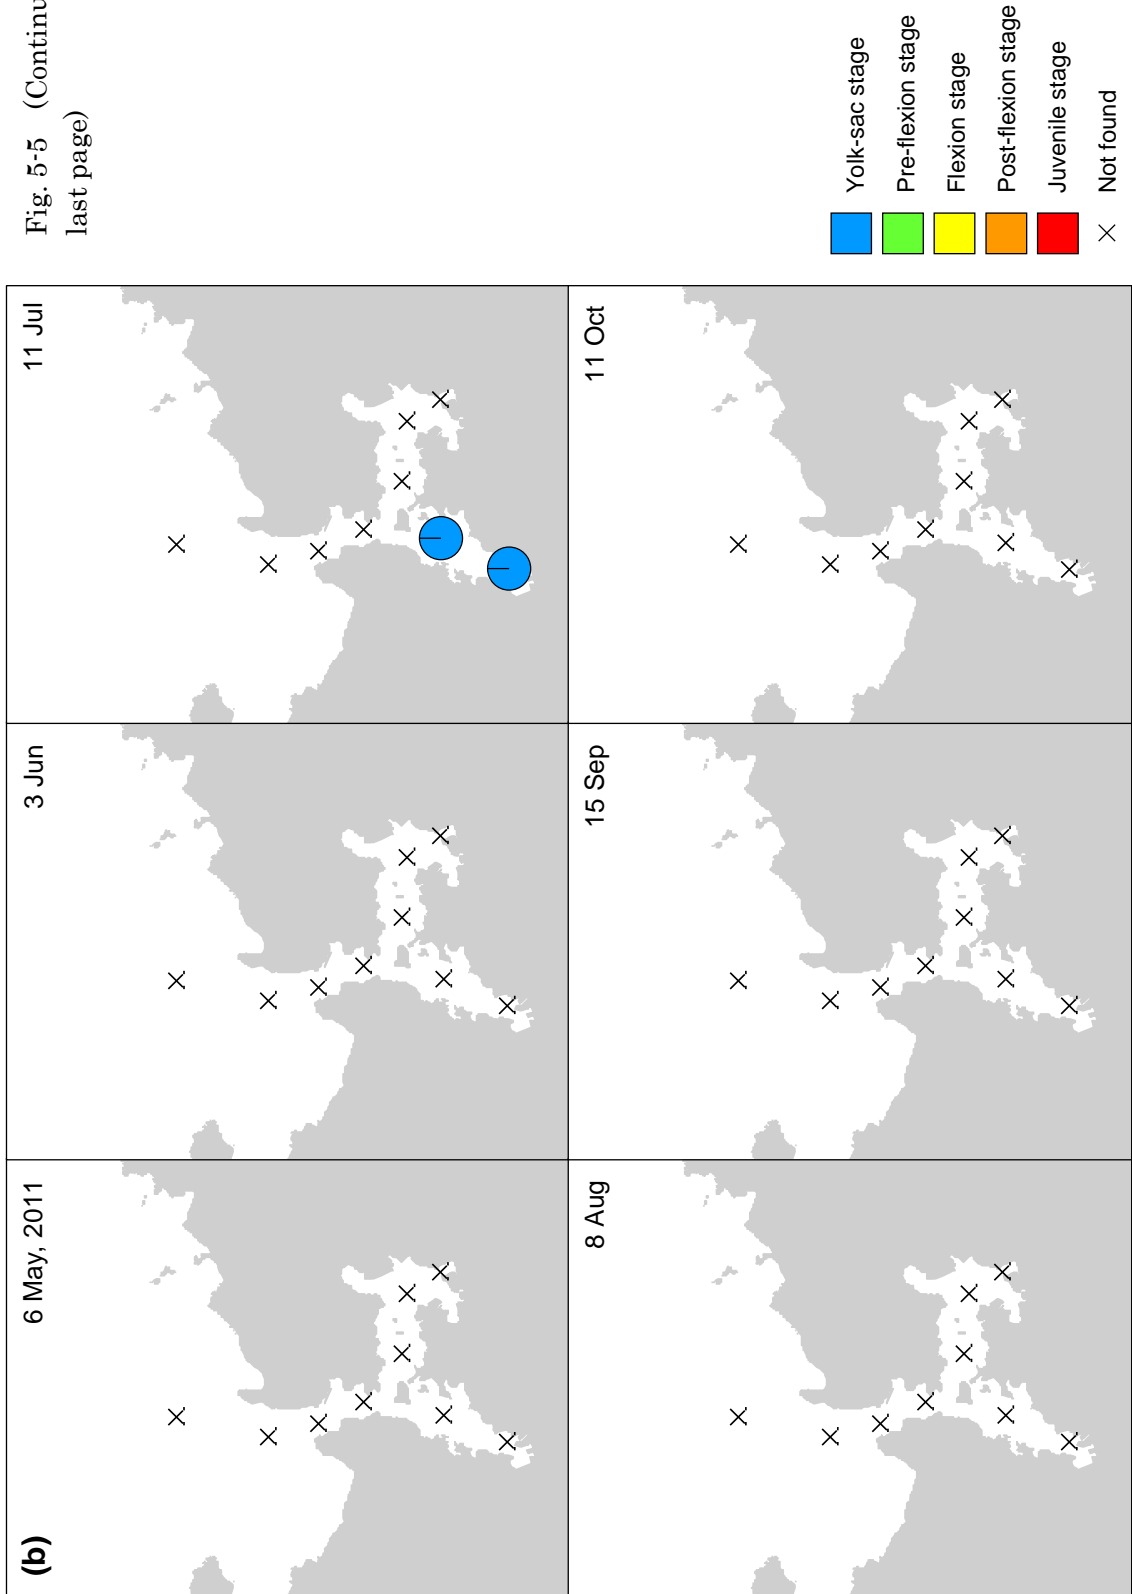 (b)
6 May, 2011
3 Jun
11 Jul
8 Aug
15 Sep
11 Oct
Fig. 5-5 (Continu
last page)
Yolk-sac stage
Pre-flexion stage
Flexion stage
Post-flexion stage
Juvenile stage
Not found